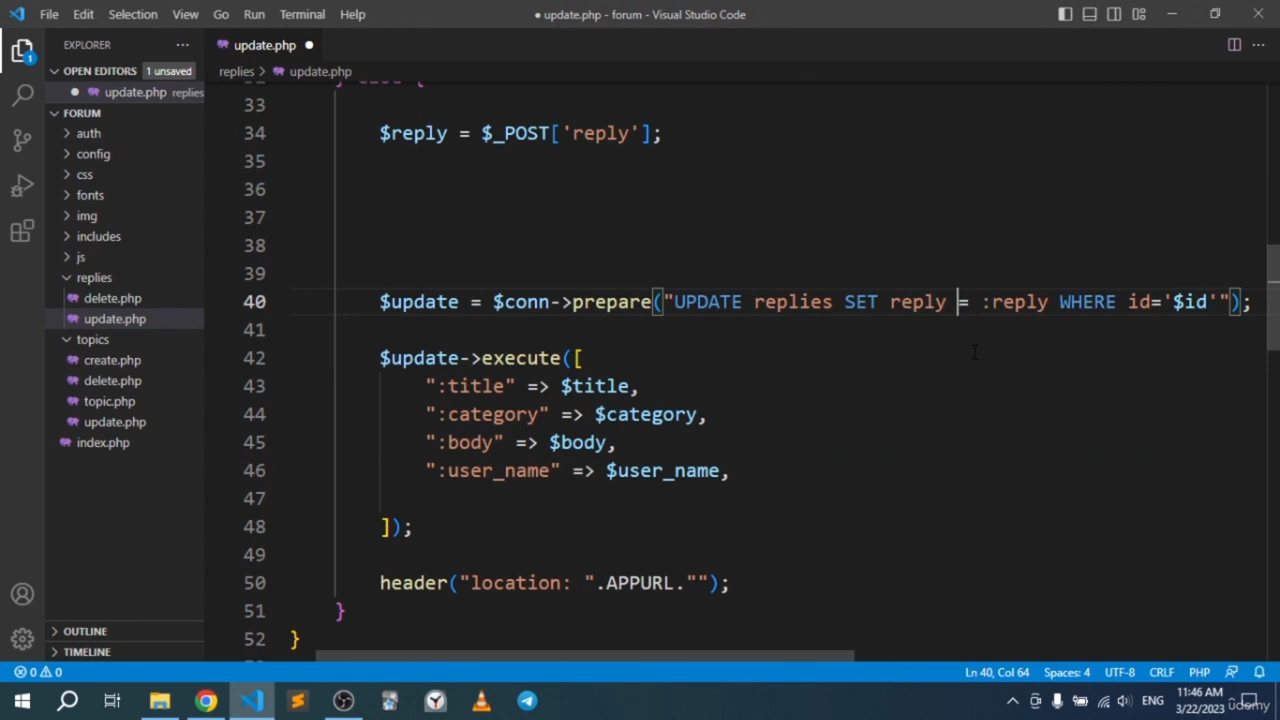 File Edit Selection View Go Run Terminal Help
● update.php - forum - Visual Studio Code
EXPLORER
update.php
OPEN EDITORS 1 unsaved
replies > update.php
update.php replies
FORUM
auth
config
css
fonts
img
includes
js
replies
delete.php
update.php
topics
create.php
delete.php
topic.php
update.php
index.php
OUTLINE
TIMELINE
33
34 $reply = $_POST['reply'];
35
36
37
38
39
40 $update = $conn->prepare("UPDATE replies SET reply = :reply WHERE id='$id'");
41
42 $update->execute([
43 ":title" => $title,
44 ":category" => $category,
45 ":body" => $body,
46 ":user_name" => $user_name,
47
48 ]);
49
50 header("location: ".APPURL."");
51 }
52 }
0 0
Ln 40, Col 64 Spaces: 4 UTF-8 CRLF PHP
ENG
11:46 AM
3/22/2023
udemy